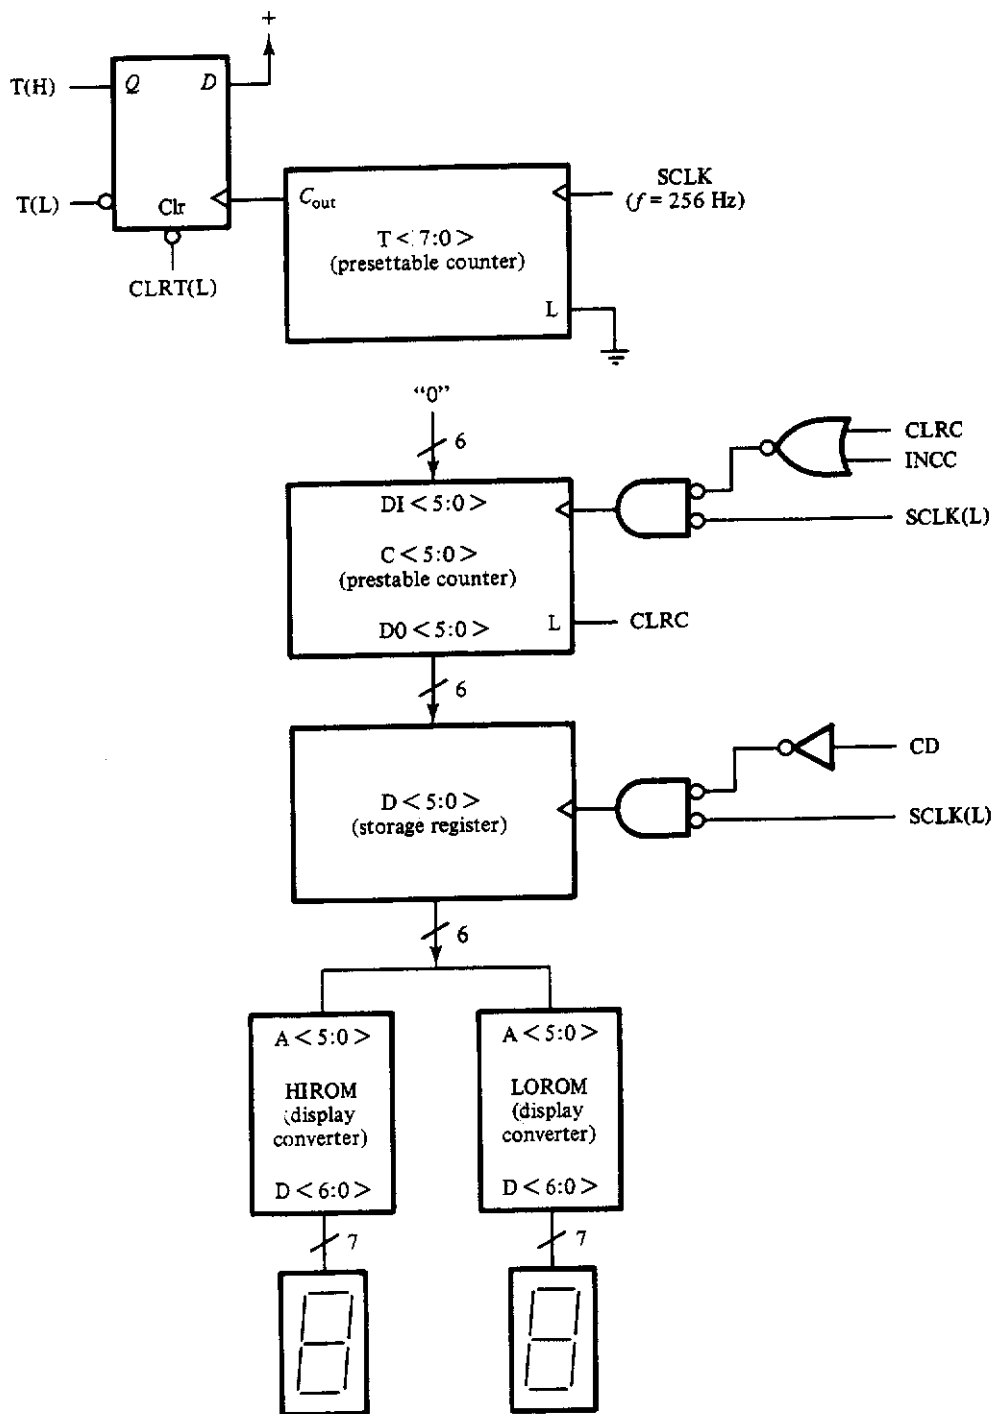 +
T(H)
Q
D
T(L)
Clr
CLRT(L)
Cout
SCLK
(f = 256 Hz)
T < 7:0 >
(presettable counter)
L
“0”
6
CLRC
INCC
DI < 5:0 >
SCLK(L)
C < 5:0 >
(prestable counter)
D0 < 5:0 >
L
CLRC
6
CD
D < 5:0 >
(storage register)
SCLK(L)
6
A < 5:0 >
HIROM
(display
converter)
D < 6:0 >
A < 5:0 >
LOROM
(display
converter)
D < 6:0 >
7
7